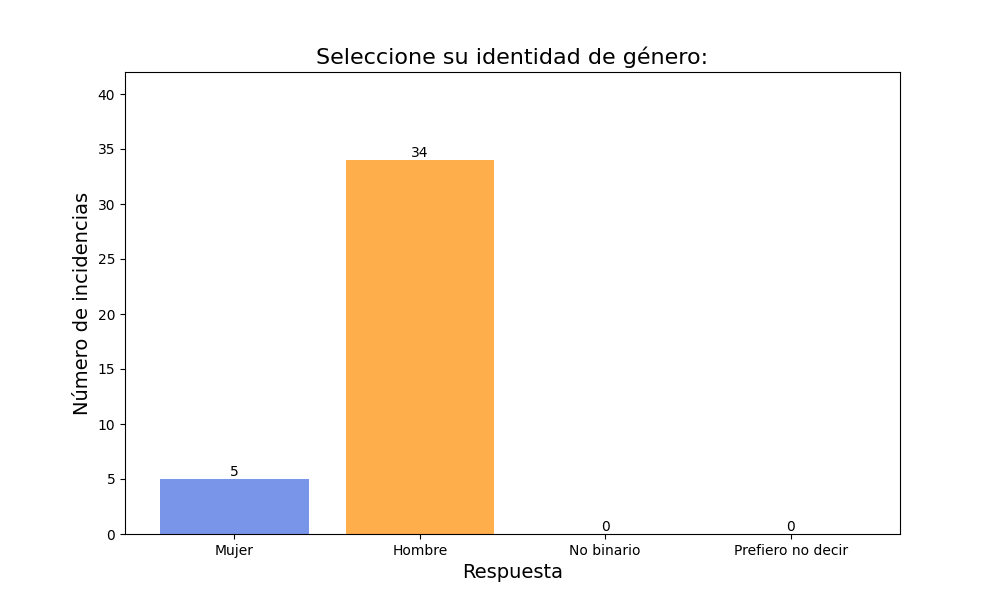 Seleccione su identidad de género:
Número de incidencias
40
35
30
25
20
15
10
5
0
5
34
0
0
Mujer
Hombre
No binario
Prefiero no decir
Respuesta